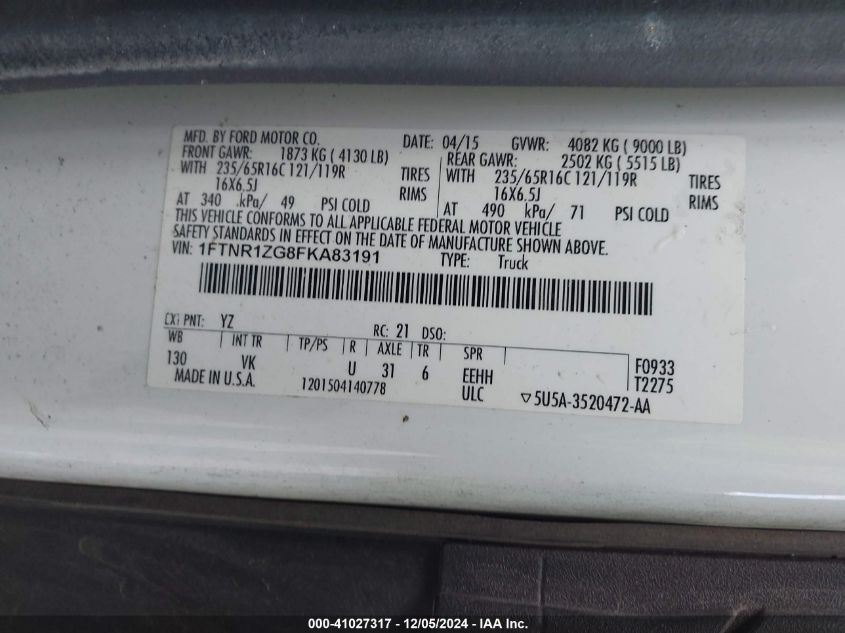 MFD. BY FORD MOTOR CO. DATE: 04/15 GVWR: 4082 KG ( 9000 LB)
FRONT GAWR: 1873 KG ( 4130 LB) REAR GAWR: 2502 KG ( 5515 LB)
WITH 235/65R16C 121/119R TIRES WITH 235/65R16C 121/119R TIRES
16X6.5J RIMS 16X6.5J RIMS
AT 340 kPa/ 49 PSI COLD AT 490 kPa/ 71 PSI COLD
THIS VEHICLE CONFORMS TO ALL APPLICABLE FEDERAL MOTOR VEHICLE
SAFETY STANDARDS IN EFFECT ON THE DATE OF MANUFACTURE SHOWN ABOVE.
VIN: 1FTNR1ZG8FKA83191 TYPE: Truck
EXT PNT: YZ RC: 21 DSO:
WB INT TR TP/PS R AXLE TR SPR
130 VK U 31 6 EEHH F0933
MADE IN U.S.A. 1201504140778 ULC T2275
▽5U5A-3520472-AA
000-41027317 - 12/05/2024 - IAA Inc.